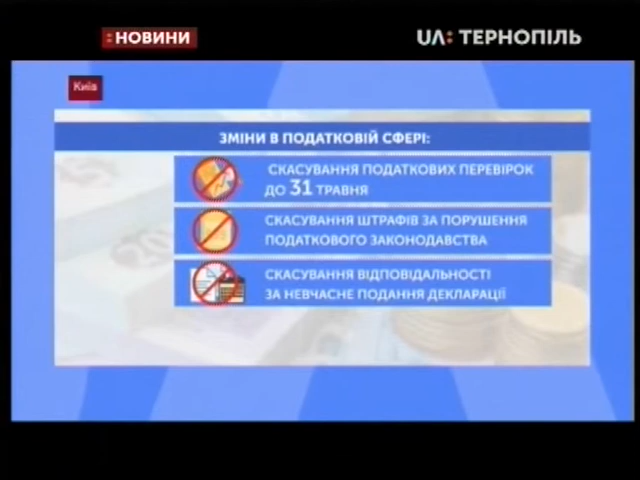 :НОВИНИ
UA: ТЕРНОПІЛЬ
Київ
ЗМІНИ В ПОДАТКОВІЙ СФЕРІ:
СКАСУВАННЯ ПОДАТКОВИХ ПЕРЕВІРОК
ДО 31 ТРАВНЯ
СКАСУВАННЯ ШТРАФІВ ЗА ПОРУШЕННЯ
ПОДАТКОВОГО ЗАКОНОДАВСТВА
СКАСУВАННЯ ВІДПОВІДАЛЬНОСТІ
ЗА НЕВЧАСНЕ ПОДАННЯ ДЕКЛАРАЦІЇ